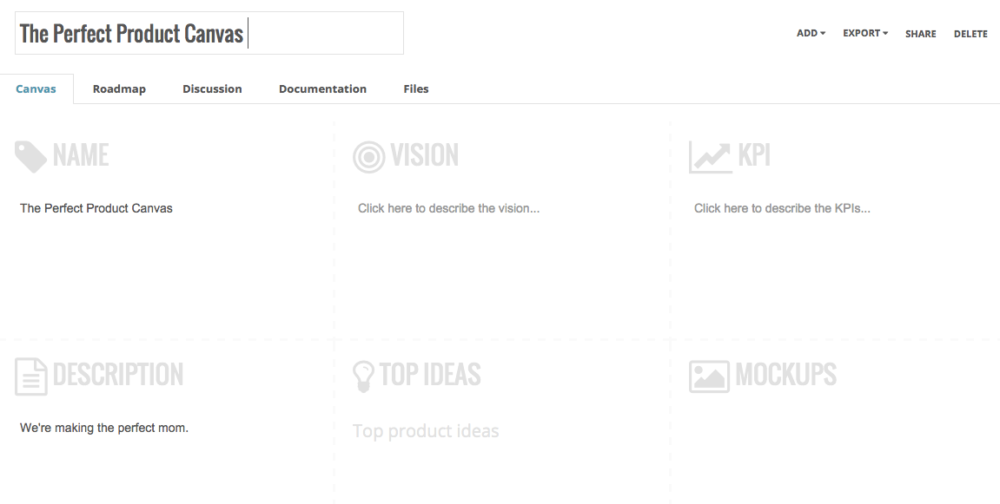 The Perfect Product Canvas
ADD EXPORT SHARE DELETE
Canvas Roadmap Discussion Documentation Files
NAME VISION KPI
The Perfect Product Canvas Click here to describe the vision... Click here to describe the KPIs...
DESCRIPTION TOP IDEAS MOCKUPS
We're making the perfect mom. Top product ideas